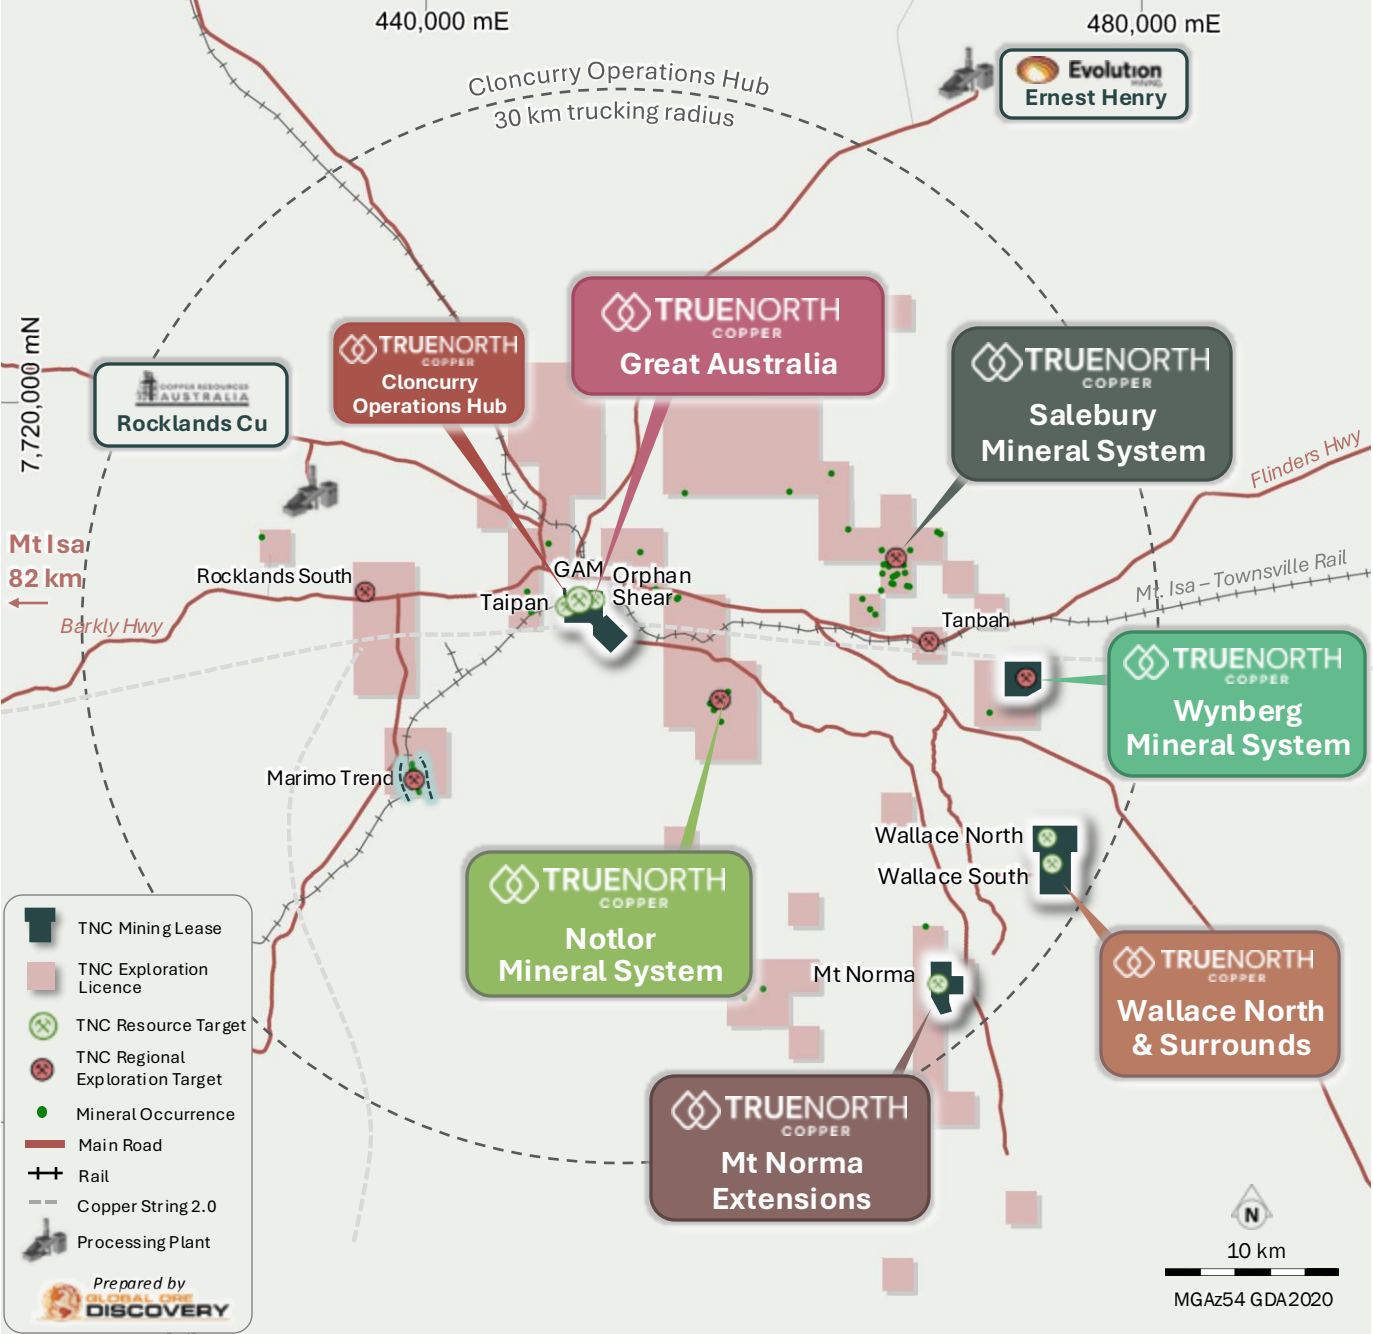 440,000 mE
480,000 mE
Cloncurry Operations Hub
30 km trucking radius
Evolution
MINING
Ernest Henry
7,720,000 mN
TRUENORTH
COPPER
Cloncurry
Operations Hub
TRUENORTH
COPPER
Great Australia
TRUENORTH
COPPER
Salebury
Mineral System
COPPER RESOURCES
AUSTRALIA
Rocklands Cu
Flinders Hwy
Mt Isa
82 km
Rocklands South
GAM
Orphan
Shear
Taipan
Mt. Isa – Townsville Rail
Barkly Hwy
Tanbah
TRUENORTH
COPPER
Wynberg
Mineral System
Marimo Trend
Wallace North
Wallace South
TRUENORTH
COPPER
Notlor
Mineral System
Mt Norma
TRUENORTH
COPPER
Wallace North
& Surrounds
TRUENORTH
COPPER
Mt Norma
Extensions
TNC Mining Lease
TNC Exploration
Licence
TNC Resource Target
TNC Regional
Exploration Target
Mineral Occurrence
Main Road
Rail
Copper String 2.0
Processing Plant
Prepared by
GLOBAL ORE
DISCOVERY
N
10 km
MGAz54 GDA2020